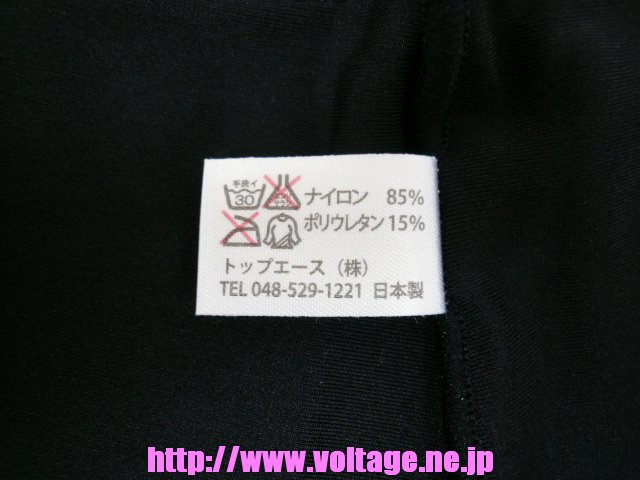 手洗イ
30
ナイロン 85%
ポリウレタン 15%
トップエース（株）
TEL 048-529-1221 日本製
http://www.voltage.ne.jp